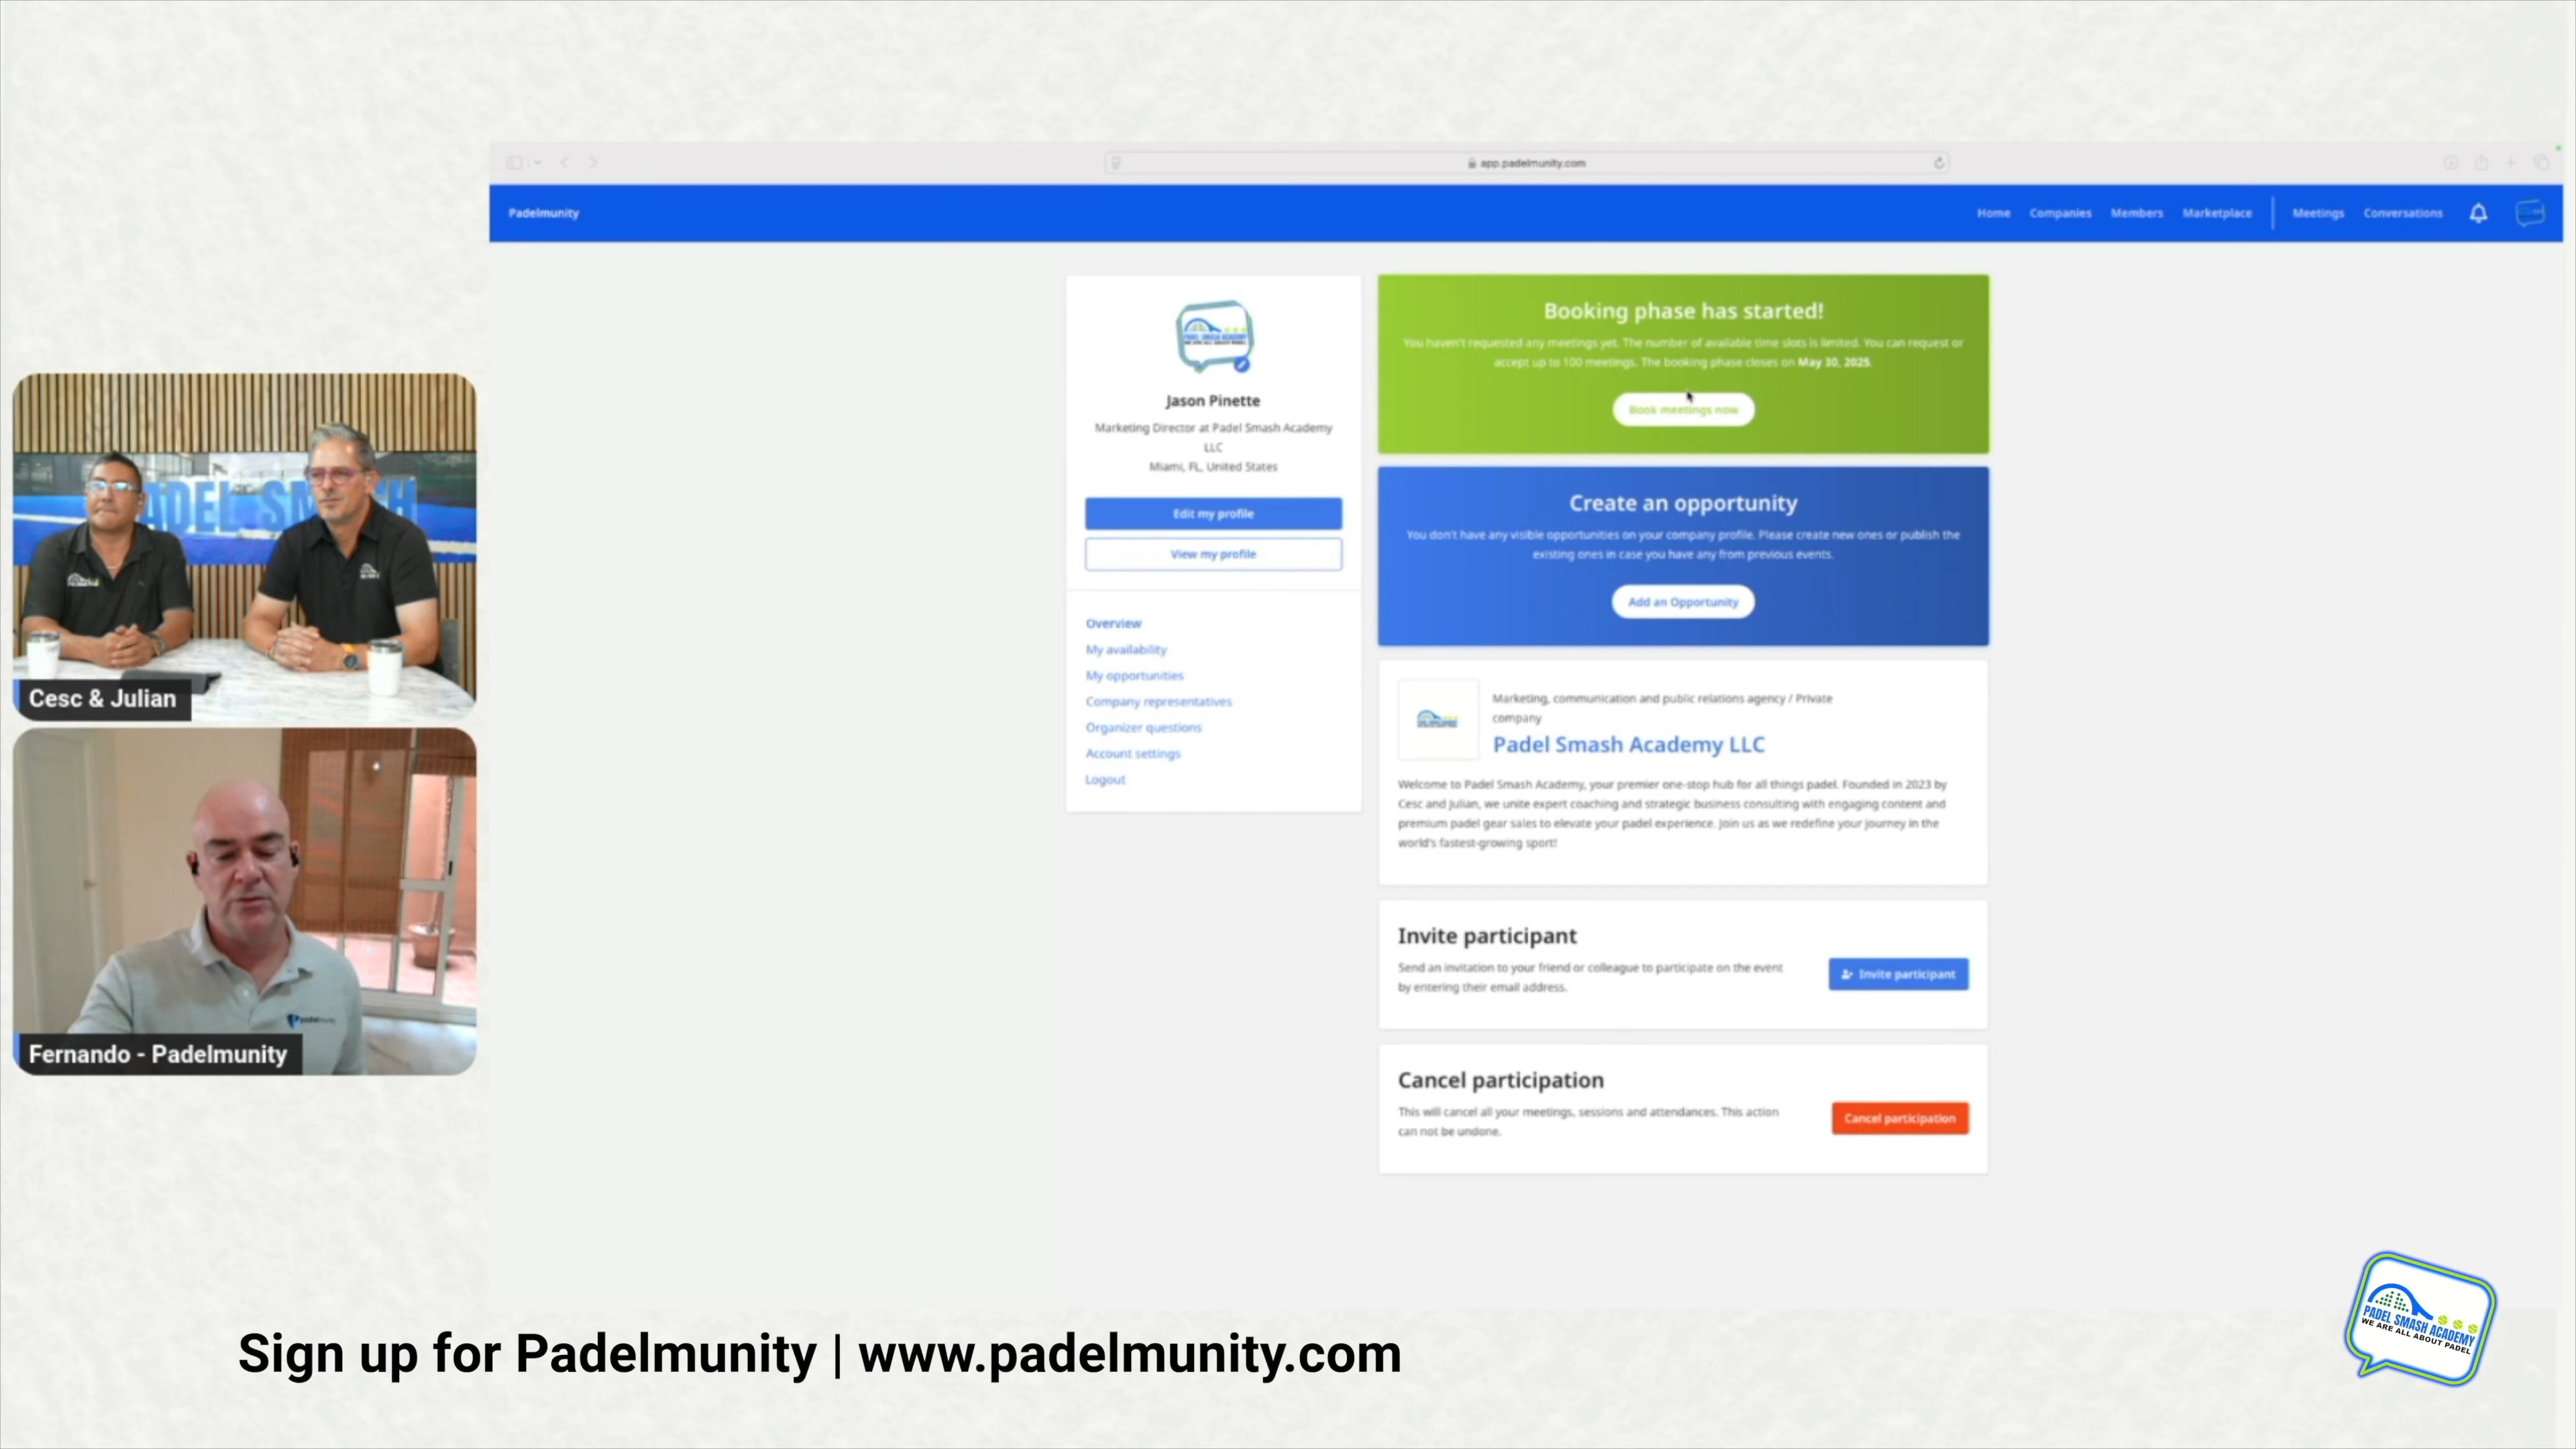 app.padelmunity.com
Padelmunity
Home
Companies
Members
Marketplace
Meetings
Conversations
PADEL SMASH ACADEMY
Jason Pinette
Marketing Director at Padel Smash Academy
LLC
Miami, FL, United States
Edit my profile
View my profile
Overview
My availability
My opportunities
Company representatives
Organizer questions
Account settings
Logout
Booking phase has started!
You haven't requested any meetings yet. The number of available time slots is limited. You can request or
accept up to 100 meetings. The booking phase closes on May 30, 2025.
Book meetings now
Create an opportunity
You don't have any visible opportunities on your company profile. Please create new ones or publish the
existing ones in case you have any from previous events.
Add an Opportunity
Marketing, communication and public relations agency / Private
company
Padel Smash Academy LLC
Welcome to Padel Smash Academy, your premier one-stop hub for all things padel. Founded in 2023 by
Cesc and Julian, we unite expert coaching and strategic business consulting with engaging content and
premium padel gear sales to elevate your padel experience. Join us as we redefine your journey in the
world's fastest-growing sport!
Invite participant
Send an invitation to your friend or colleague to participate on the event
by entering their email address.
Invite participant
Cancel participation
This will cancel all your meetings, sessions and attendances. This action
can not be undone.
Cancel participation
ADEL SM H
Cesc & Julian
padelmunity
Fernando - Padelmunity
Sign up for Padelmunity | www.padelmunity.com
PADEL SMASH ACADEMY
WE ARE ALL ABOUT PADEL